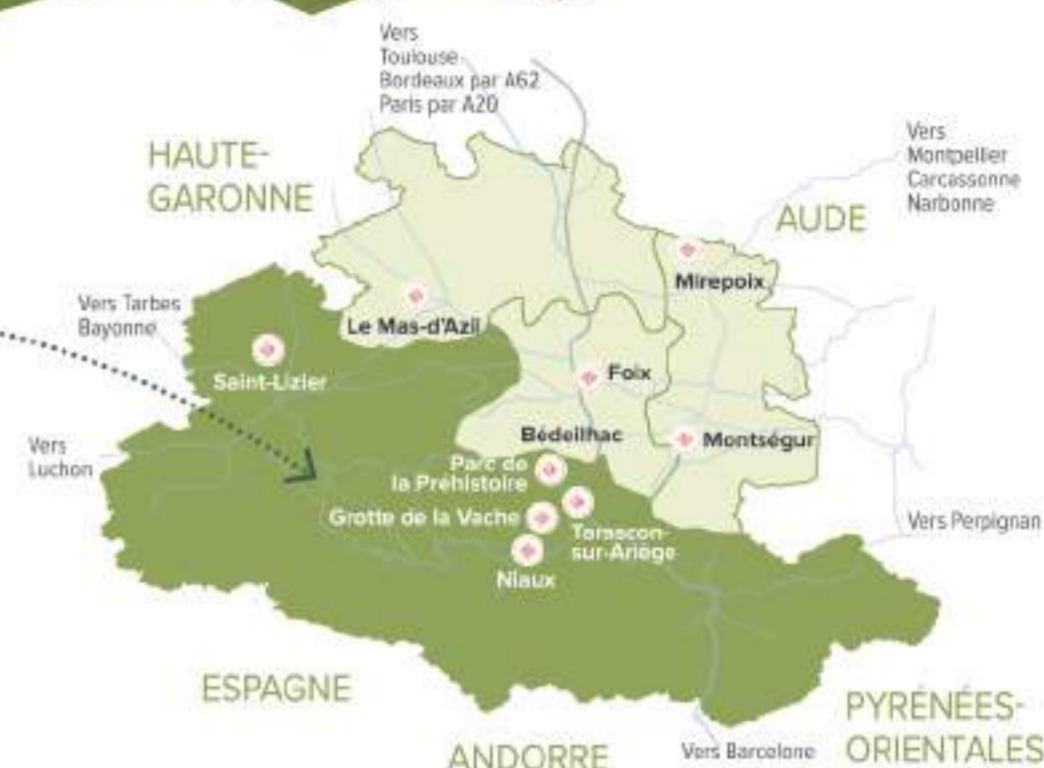 Vers
Toulouse
Bordeaux par A62
Paris par A20
HAUTE-
GARONNE
Vers
Montpellier
Carcassonne
Narbonne
AUDE
Mirepoix
Vers Tarbes
Bayonne
Le Mas-d'Azil
Saint-Lizier
Foix
Vers
Luchon
Bédeilhac
Montségur
Parc de
la Préhistoire
Grotte de la Vache
Tarascon-
sur-Ariège
Vers Perpignan
Niaux
ESPAGNE
PYRÉNÉES-
ORIENTALES
ANDORRE
Vers Barcelone